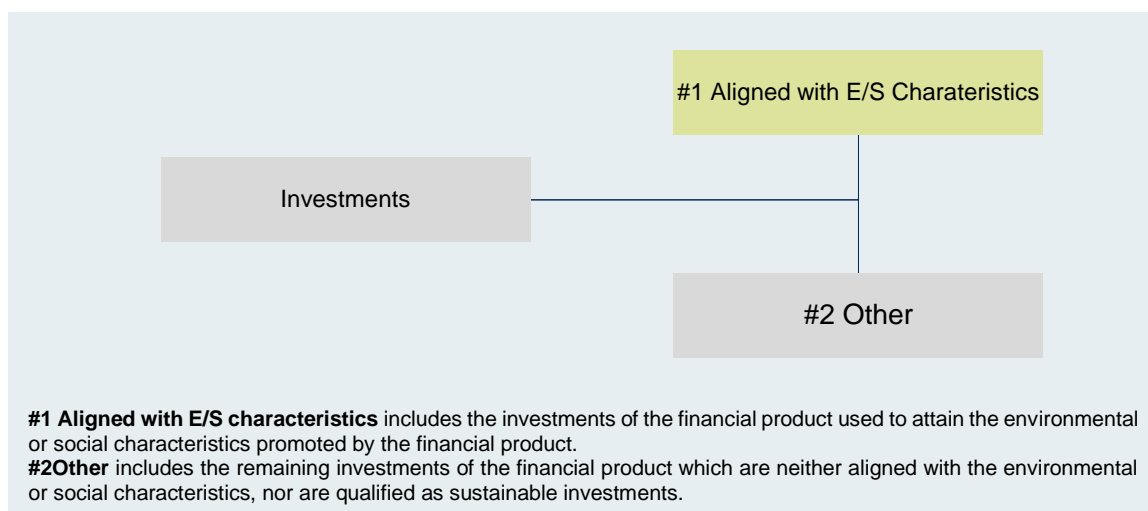 #1 Aligned with E/S Charateristics
Investments
#2 Other
#1 Aligned with E/S characteristics includes the investments of the financial product used to attain the environmental
or social characteristics promoted by the financial product.
#2Other includes the remaining investments of the financial product which are neither aligned with the environmental
or social characteristics, nor are qualified as sustainable investments.